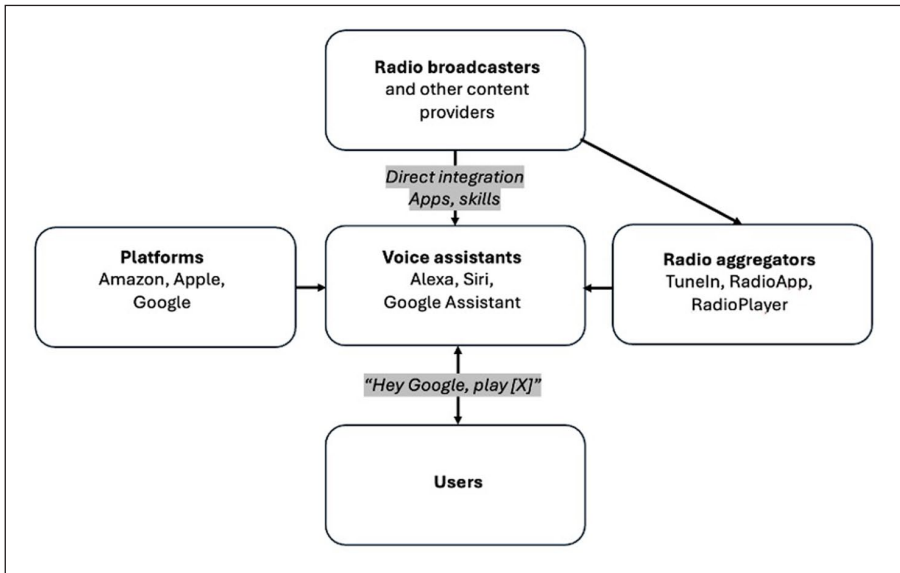 Radio broadcasters
and other content
providers
Direct integration
Apps, skills
Platforms
Amazon, Apple,
Google
Voice assistants
Alexa, Siri,
Google Assistant
Radio aggregators
TuneIn, RadioApp,
RadioPlayer
“Hey Google, play [X]”
Users